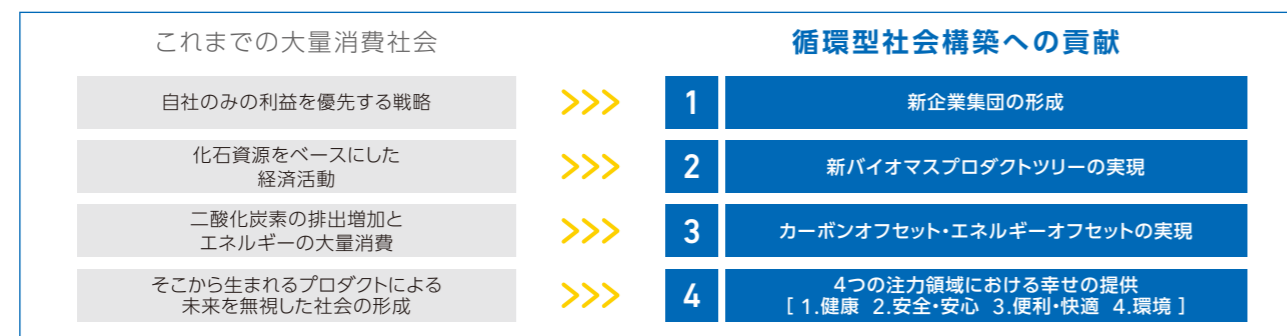 これまでの大量消費社会
循環型社会構築への貢献
自社のみの利益を優先する戦略
>>>
1
新企業集団の形成
化石資源をベースにした
経済活動
>>>
2
新バイオマスプロダクトツリーの実現
二酸化炭素の排出増加と
エネルギーの大量消費
>>>
3
カーボンオフセット・エネルギーオフセットの実現
そこから生まれるプロダクトによる
未来を無視した社会の形成
>>>
4
4つの注力領域における幸せの提供
[ 1.健康 2.安全・安心 3.便利・快適 4.環境 ]